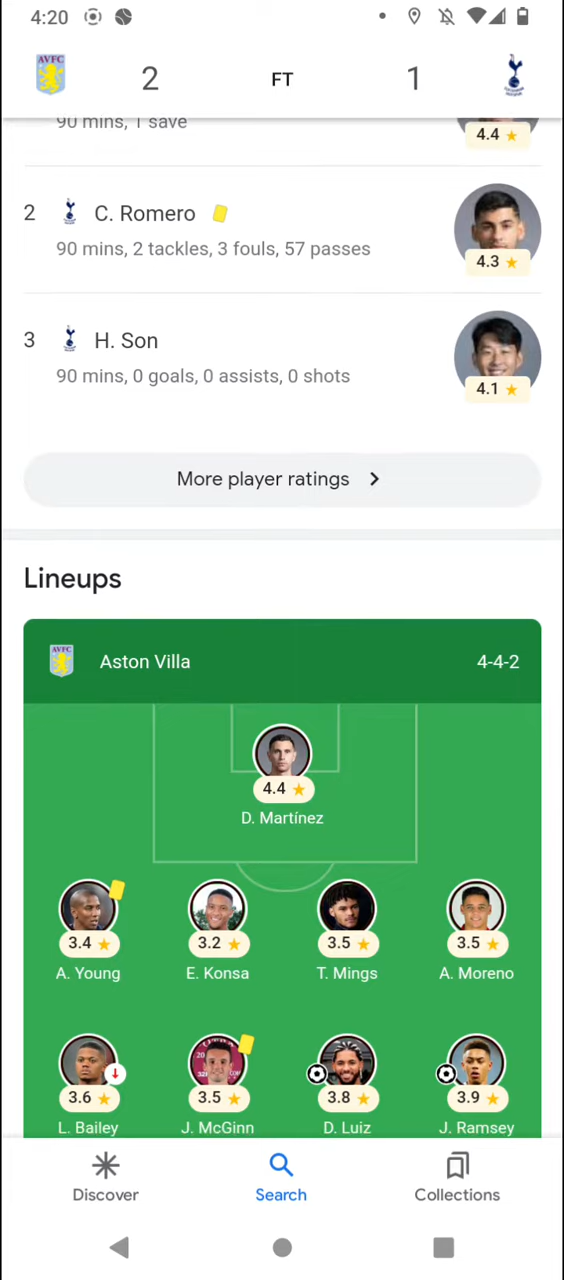 4:20
AVFC 2 FT 1
90 mins, 1 save
4.4
2 C. Romero
90 mins, 2 tackles, 3 fouls, 57 passes
4.3
3 H. Son
90 mins, 0 goals, 0 assists, 0 shots
4.1
More player ratings
Lineups
AVFC Aston Villa 4-4-2
4.4
D. Martínez
3.4 3.2 3.5 3.5
A. Young E. Konsa T. Mings A. Moreno
3.6 3.5 3.8 3.9
L. Bailey J. McGinn D. Luiz J. Ramsey
Discover Search Collections